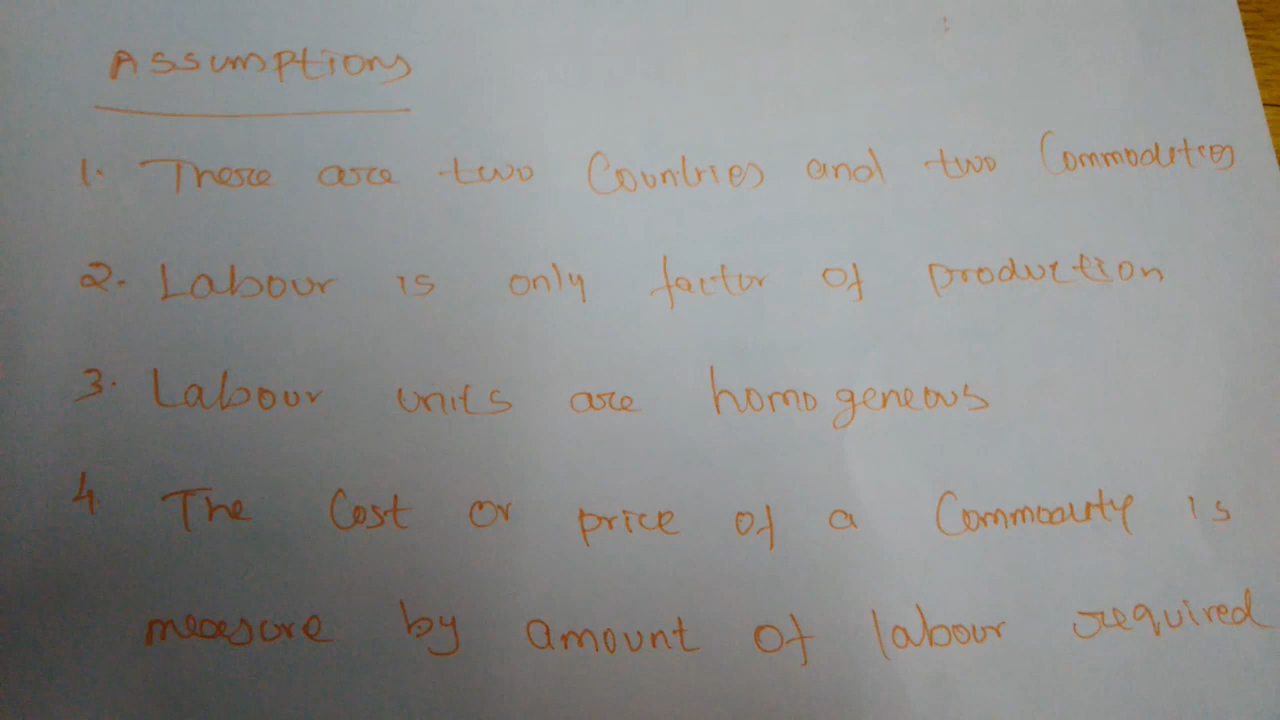 Assumptions
1. There are two Countries and two Commodities
2. Labour is only factor of production
3. Labour units are homogeneous
4. The Cost or price of a Commodity is
measure by amount of labour required